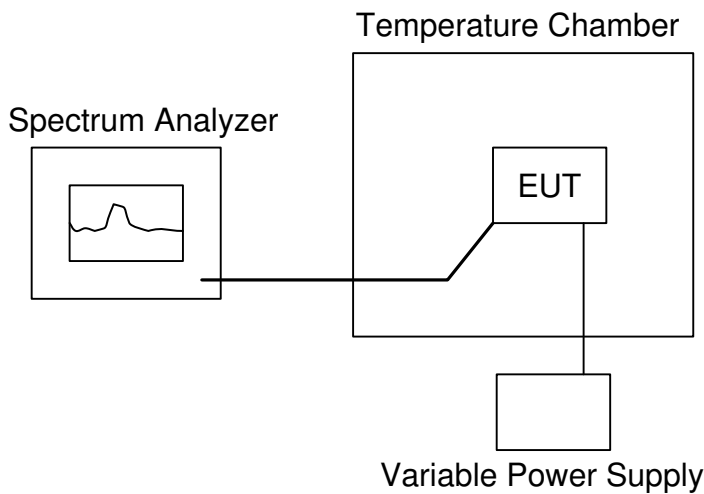 Temperature Chamber
Spectrum Analyzer
EUT
Variable Power Supply